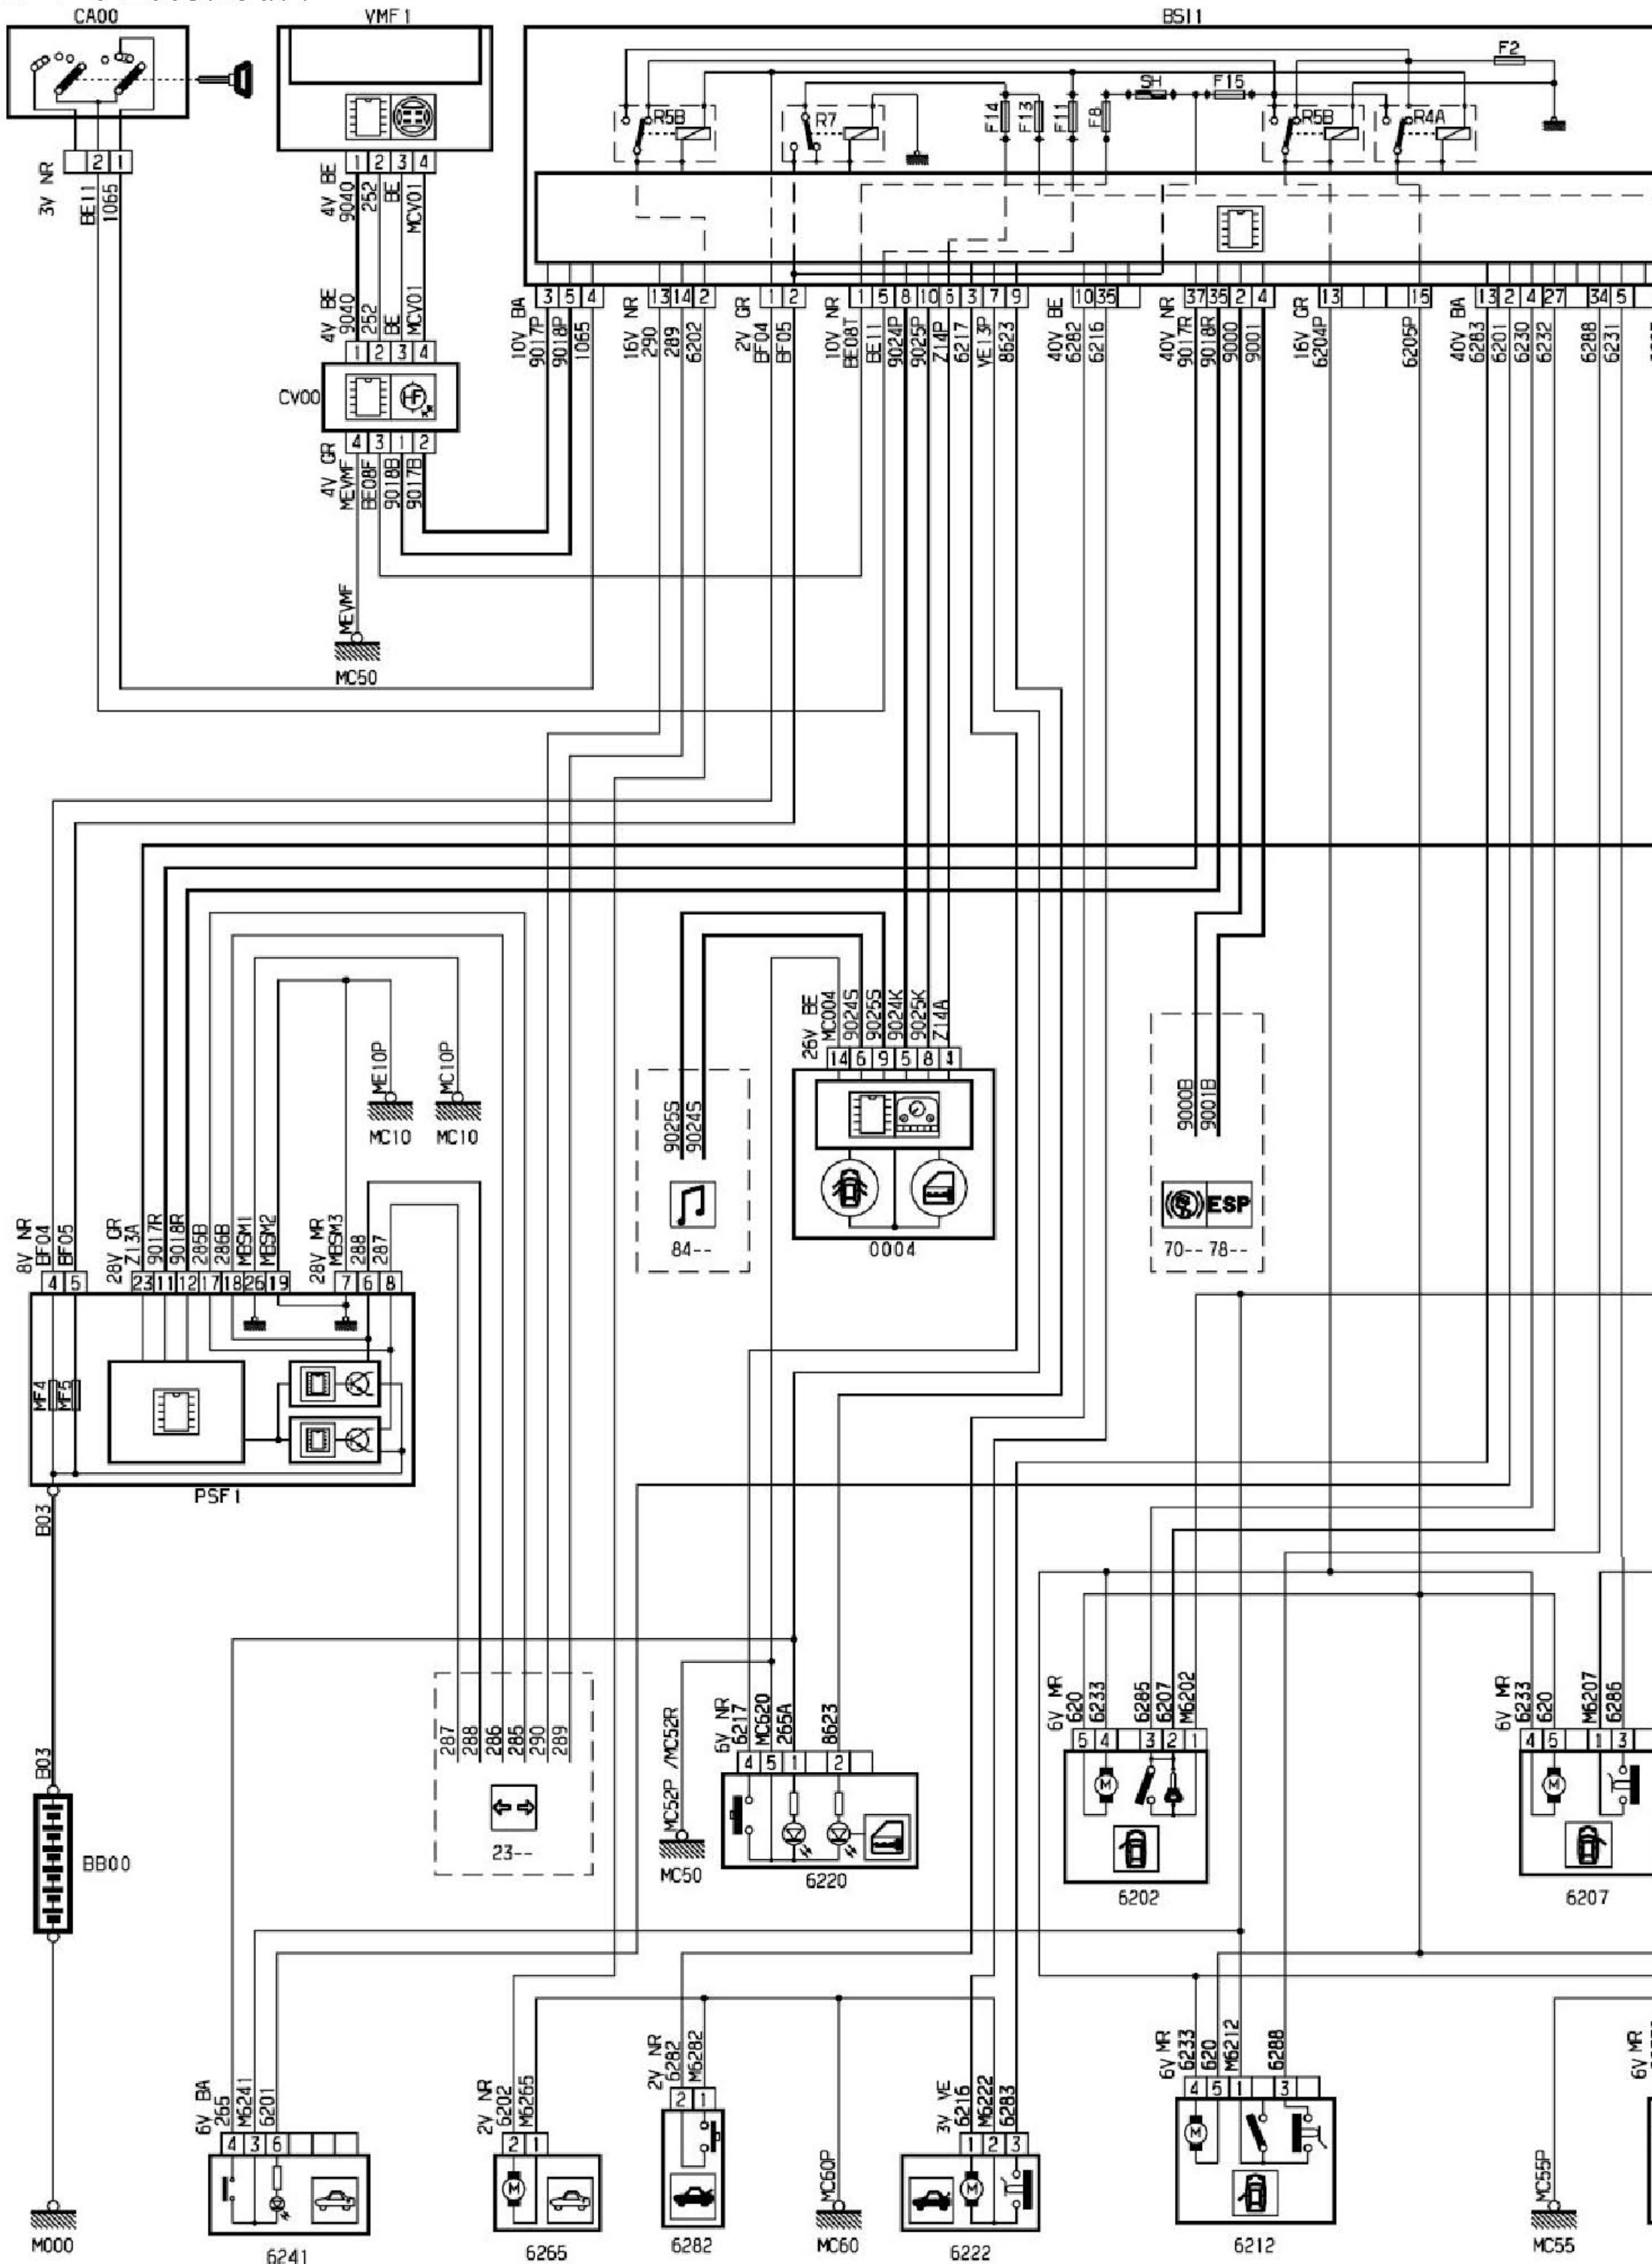 CA00
VMF1
BSI1
F2
SH
F15
R5B
R7
F14
F13
F11
F8
R5B
R4A
2 1
3V NR
BE11
1065
1 2 3 4
4V BE
9040
252
BE
MCV01
4V BE
9040
252
BE
MCV01
1 2 3 4
CV00
HF
4 3 1 2
4V GR
MEVMF
BE08F
9018B
9017B
MEVMF
MC50
3 5 4
10V BA
9017P
9018P
1065
13 14 2
16V NR
290
289
6202
1 2
2V GR
BF04
BF05
1 5 8 10 6 3 7 9
10V NR
BE08T
BE11
9024P
9025P
Z14P
6217
VE13P
8623
10 35
40V BE
6282
6216
37 35 2 4
40V NR
9017R
9018R
9000
9001
13 15
16V GR
6204P
6205P
13 2 4 27 34 5
40V BA
6283
6201
6230
6232
6288
6231
ME10P
MC10P
MC10
MC10
9025S
9024S
84--
26V BE
MC004
9024S
9025S
9024K
9025K
Z14A
14 6 9 5 8 4
0004
9000B
9001B
ESP
70-- 78--
8V NR
BF04
BF05
28V GR
Z13A
9017R
9018R
285B
286B
MBSM1
MBSM2
28V MR
MBSM3
288
287
4 5
23 11 12 17 18 26 19
7 6 8
MF4
MF5
PSF1
B03
B03
BB00
M000
287
288
286
285
290
289
23--
MC52P /MC52R
MC50
6V NR
6217
MC620
265A
8623
4 5 1 2
6220
6V MR
620
6233
6285
6207
M6202
5 4 3 2 1
M
6202
6V MR
6233
620
M6207
6286
4 5 1 3
M
6207
6V BA
265
M6241
6201
4 3 6
6241
2V NR
6202
M6265
2 1
M
6265
2V NR
6282
M6282
2 1
6282
MC60P
MC60
3V VE
6216
M6222
6283
1 2 3
M
6222
6V MR
6233
620
M6212
6288
4 5 1 3
M
6212
MC55P
MC55
6V MR